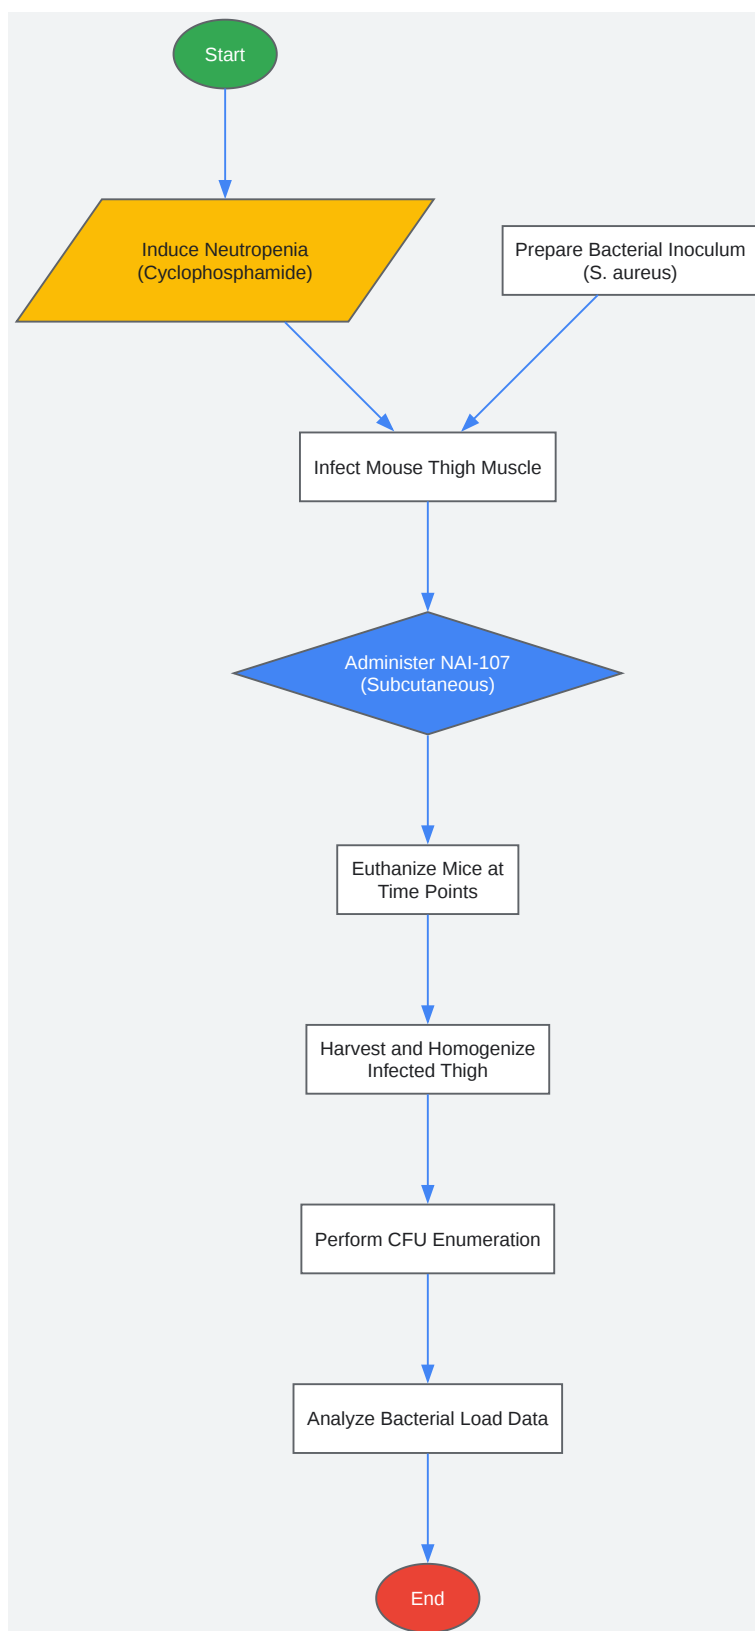 Start
Induce Neutropenia
(Cyclophosphamide)
Prepare Bacterial Inoculum
(S. aureus)
Infect Mouse Thigh Muscle
Administer NAI-107
(Subcutaneous)
Euthanize Mice at
Time Points
Harvest and Homogenize
Infected Thigh
Perform CFU Enumeration
Analyze Bacterial Load Data
End